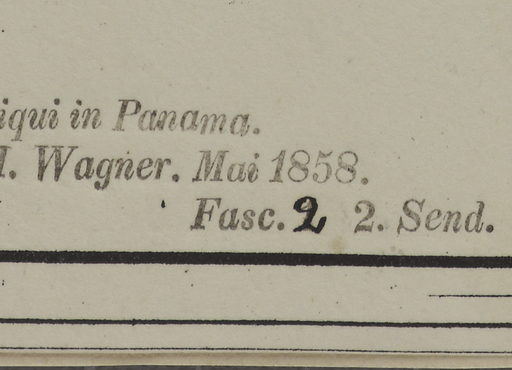 iqui in Panama.
. Wagner. Mai 1858.
Fasc. 2 2. Send.